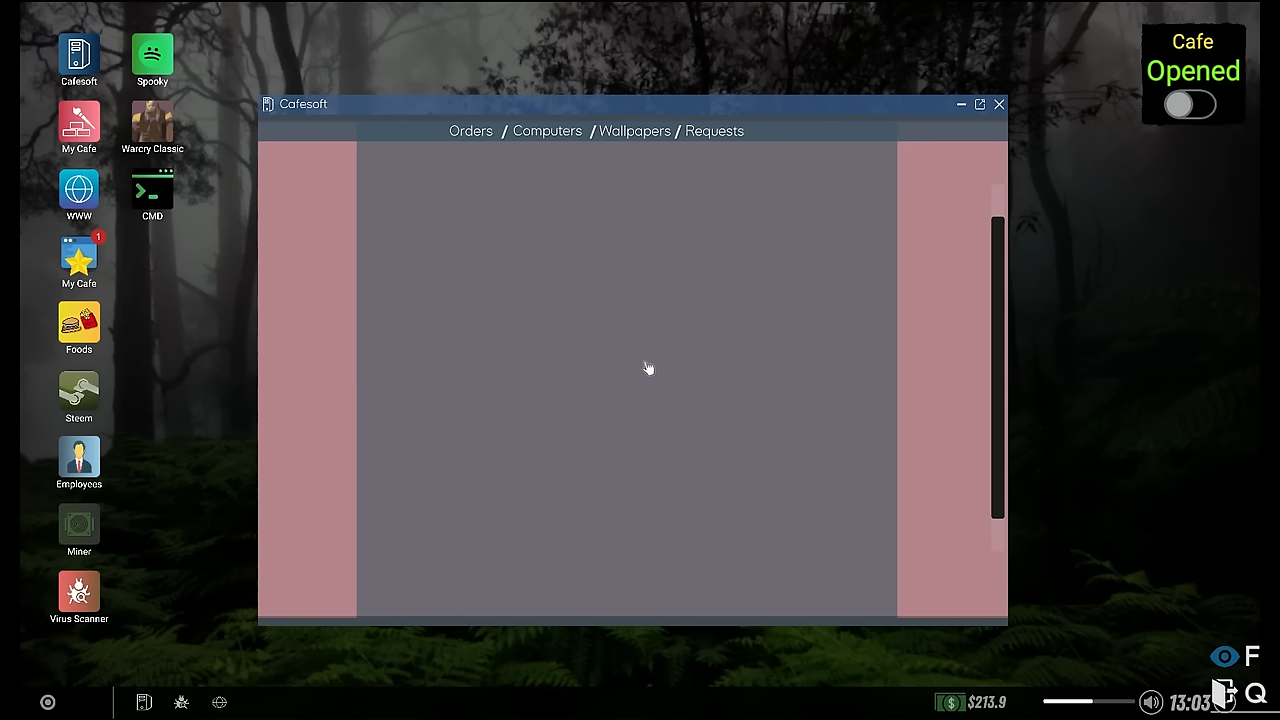 Cafe
Opened
Cafesoft
Spooky
My Cafe
Warcry Classic
WWW
CMD
1
My Cafe
Foods
Steem
Employees
Miner
Virus Scanner
Cafesoft
Orders / Computers / Wallpapers / Requests
F
Q
$213.9
13:03